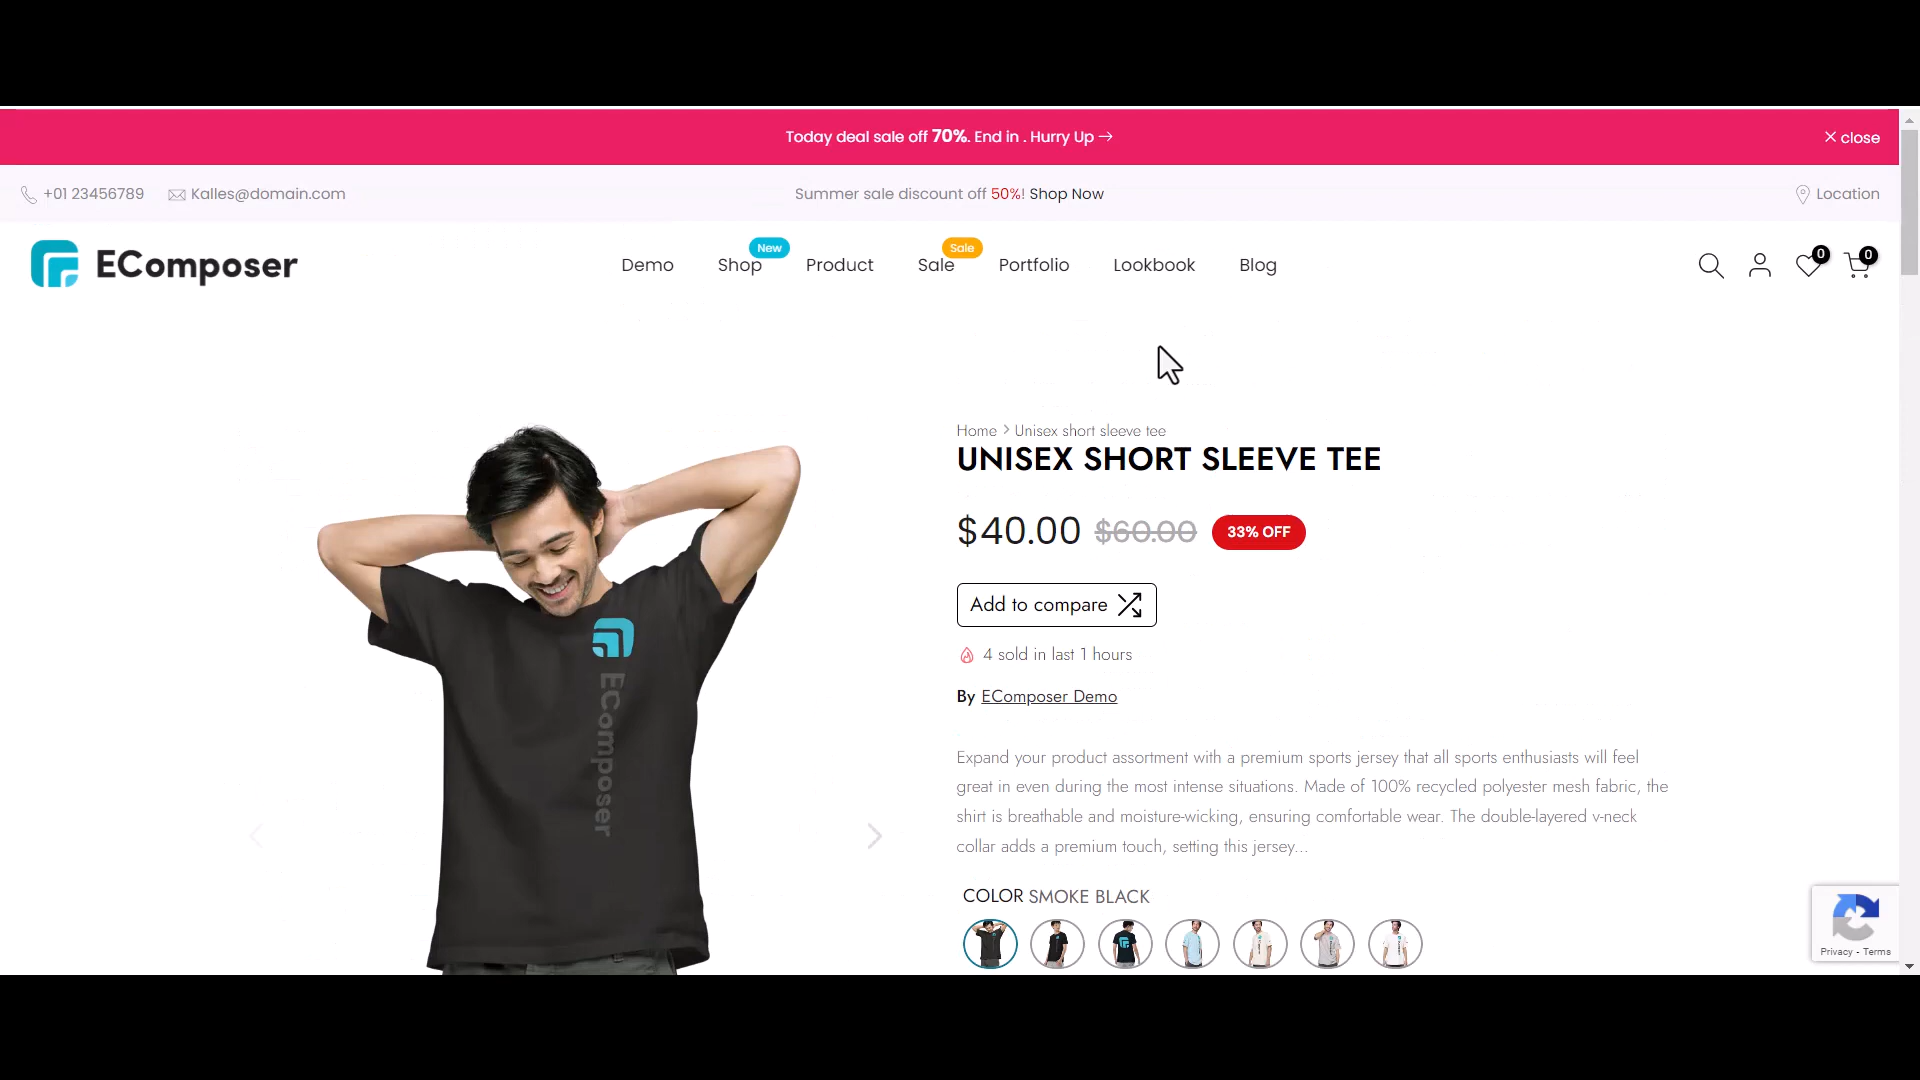 Today deal sale off 70%. End in . Hurry Up →
× close
+01 23456789
Kalles@domain.com
Summer sale discount off 50%! Shop Now
Location
EComposer
Demo
Shop
New
Product
Sale
Sale
Portfolio
Lookbook
Blog
0
0
Home > Unisex short sleeve tee
UNISEX SHORT SLEEVE TEE
$40.00 $60.00 33% OFF
Add to compare
4 sold in last 1 hours
By EComposer Demo
Expand your product assortment with a premium sports jersey that all sports enthusiasts will feel
great in even during the most intense situations. Made of 100% recycled polyester mesh fabric, the
shirt is breathable and moisture-wicking, ensuring comfortable wear. The double-layered v-neck
collar adds a premium touch, setting this jersey...
COLOR SMOKE BLACK
EComposer
Privacy - Terms